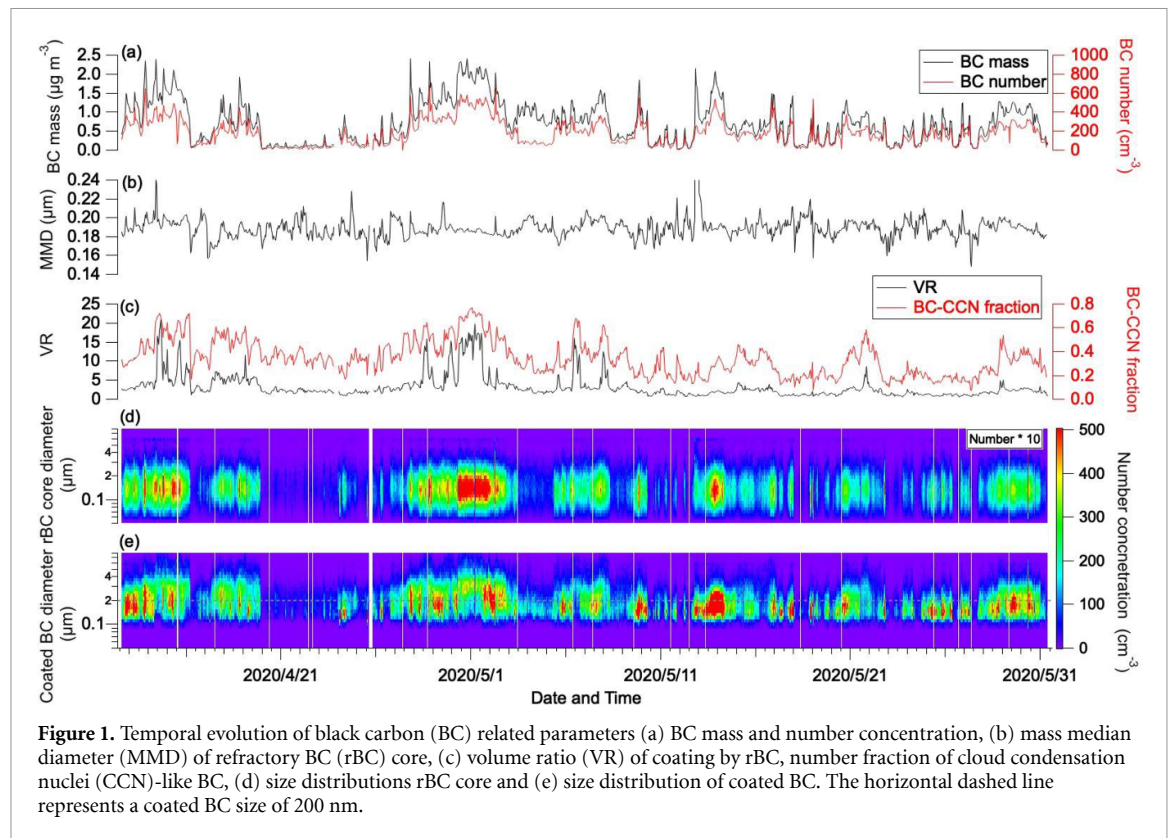 (a)
BC mass (µg m-3)
2.5
2.0
1.5
1.0
0.5
0.0
BC mass
BC number
1000
800
600
400
200
0
BC number (cm-3)
(b)
MMD (µm)
0.24
0.22
0.20
0.18
0.16
0.14
(c)
VR
25
20
15
10
5
0
VR
BC-CCN fraction
0.8
0.6
0.4
0.2
0.0
BC-CCN fraction
(d)
rBC core diameter
(µm)
4
2
0.1
Number * 10
(e)
Coated BC diameter
(µm)
4
2
0.1
500
400
300
200
100
0
Number concnetration (cm-3)
2020/4/21
2020/5/1
2020/5/11
2020/5/21
2020/5/31
Date and Time
Figure 1. Temporal evolution of black carbon (BC) related parameters (a) BC mass and number concentration, (b) mass median
diameter (MMD) of refractory BC (rBC) core, (c) volume ratio (VR) of coating by rBC, number fraction of cloud condensation
nuclei (CCN)-like BC, (d) size distributions rBC core and (e) size distribution of coated BC. The horizontal dashed line
represents a coated BC size of 200 nm.